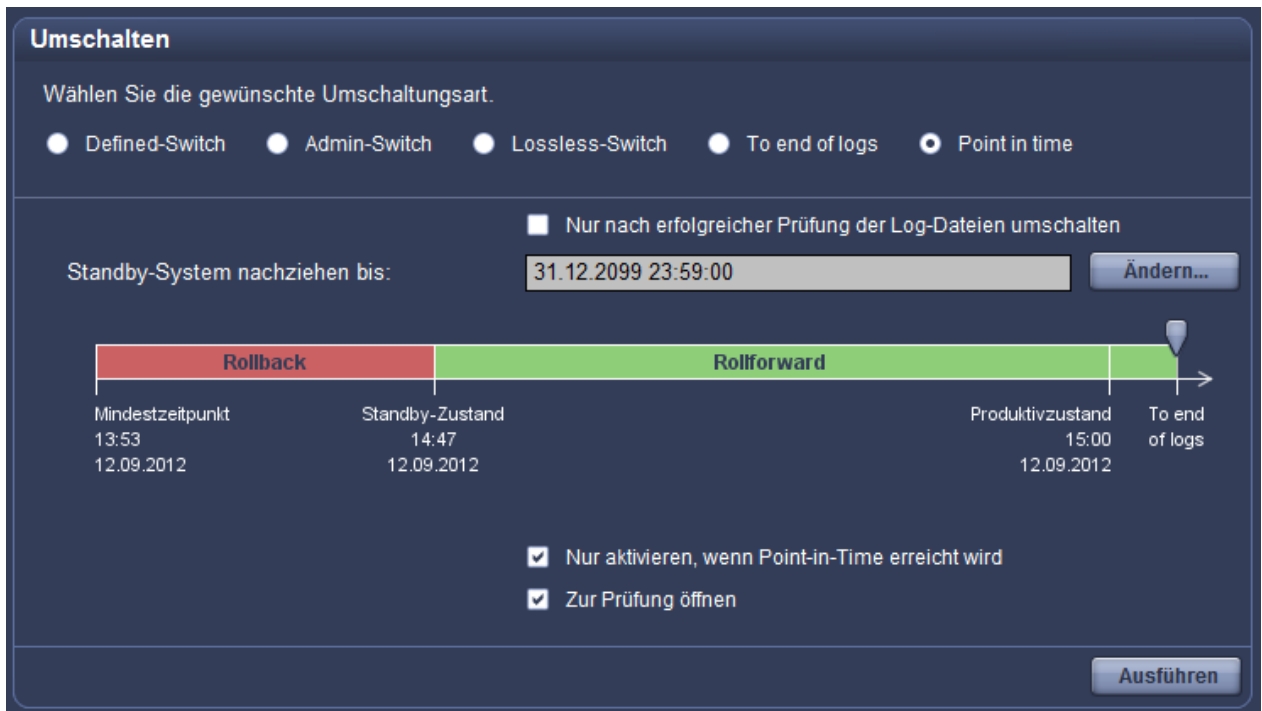 Umschalten
Wählen Sie die gewünschte Umschaltungsart.
Defined-Switch Admin-Switch Lossless-Switch To end of logs Point in time
Nur nach erfolgreicher Prüfung der Log-Dateien umschalten
Standby-System nachziehen bis: 31.12.2099 23:59:00 Ändern...
Rollback Rollforward
Mindestzeitpunkt Standby-Zustand Produktivzustand To end
13:53 14:47 15:00 of logs
12.09.2012 12.09.2012 12.09.2012
Nur aktivieren, wenn Point-in-Time erreicht wird
Zur Prüfung öffnen
Ausführen